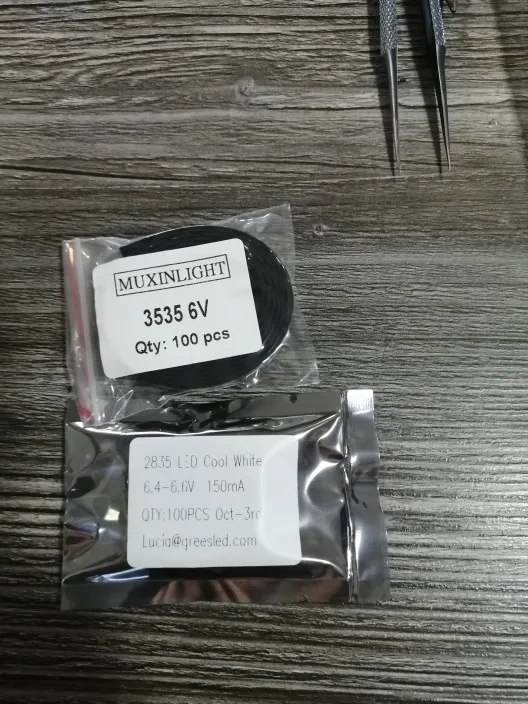 MUXINLIGHT
3535 6V
Qty: 100 pcs
2835 LED Cool White
6.4-6.6V 150mA
QTY:100PCS Oct-3rd
Lucia@greesled.com